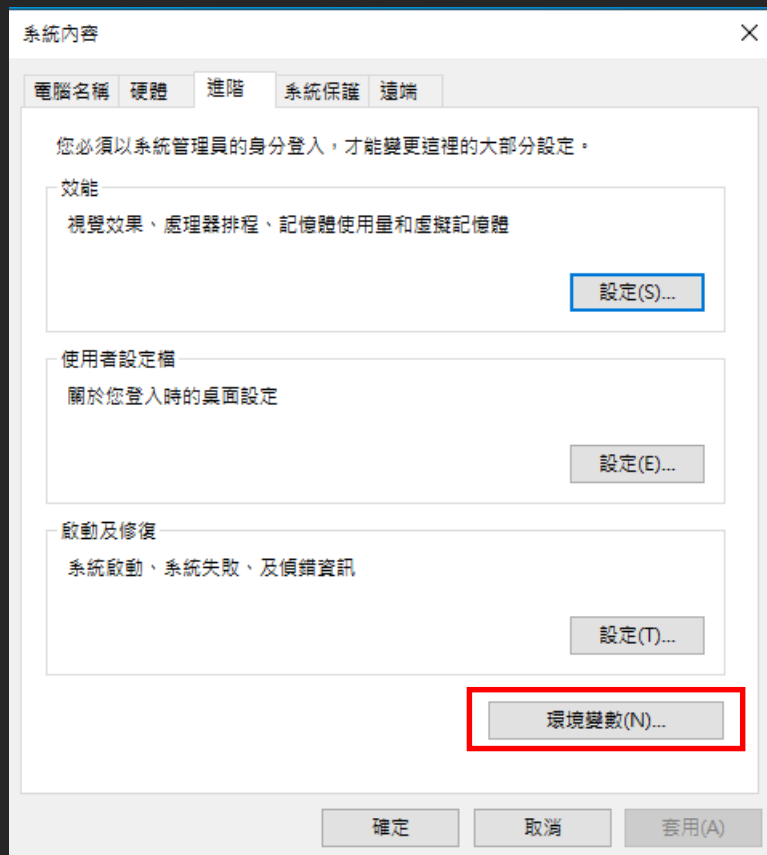 系統內容
電腦名稱 硬體 進階 系統保護 遠端
您必須以系統管理員的身分登入，才能變更這裡的大部分設定。
效能
視覺效果、處理器排程、記憶體使用量和虛擬記憶體
設定(S)...
使用者設定檔
關於您登入時的桌面設定
設定(E)...
啟動及修復
系統啟動、系統失敗、及偵錯資訊
設定(T)...
環境變數(N)...
確定 取消 套用(A)